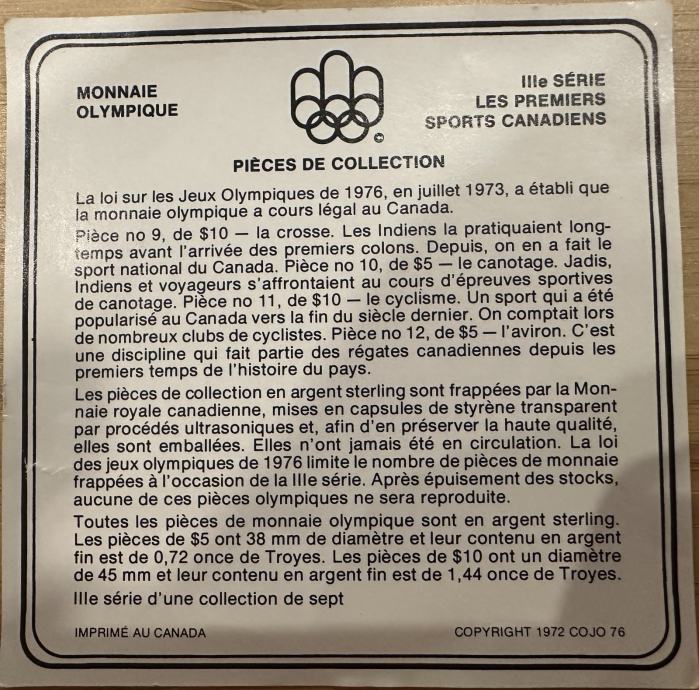 MONNAIE
OLYMPIQUE
IIIe SÉRIE
LES PREMIERS
SPORTS CANADIENS
©
PIÈCES DE COLLECTION
La loi sur les Jeux Olympiques de 1976, en juillet 1973, a établi que
la monnaie olympique a cours légal au Canada.
Pièce no 9, de $10 — la crosse. Les Indiens la pratiquaient long-
temps avant l'arrivée des premiers colons. Depuis, on en a fait le
sport national du Canada. Pièce no 10, de $5 — le canotage. Jadis,
Indiens et voyageurs s'affrontaient au cours d'épreuves sportives
de canotage. Pièce no 11, de $10 — le cyclisme. Un sport qui a été
popularisé au Canada vers la fin du siècle dernier. On comptait lors
de nombreux clubs de cyclistes. Pièce no 12, de $5 — l'aviron. C'est
une discipline qui fait partie des régates canadiennes depuis les
premiers temps de l'histoire du pays.
Les pièces de collection en argent sterling sont frappées par la Mon-
naie royale canadienne, mises en capsules de styrène transparent
par procédés ultrasoniques et, afin d'en préserver la haute qualité,
elles sont emballées. Elles n'ont jamais été en circulation. La loi
des jeux olympiques de 1976 limite le nombre de pièces de monnaie
frappées à l'occasion de la IIIe série. Après épuisement des stocks,
aucune de ces pièces olympiques ne sera reproduite.
Toutes les pièces de monnaie olympique sont en argent sterling.
Les pièces de $5 ont 38 mm de diamètre et leur contenu en argent
fin est de 0,72 once de Troyes. Les pièces de $10 ont un diamètre
de 45 mm et leur contenu en argent fin est de 1,44 once de Troyes.
IIIe série d'une collection de sept
IMPRIMÉ AU CANADA
COPYRIGHT 1972 COJO 76